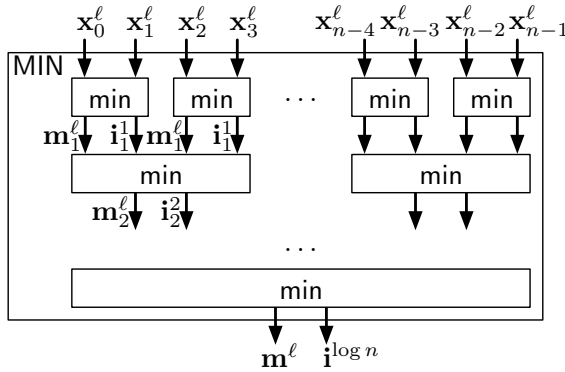 x_0^ℓ x_1^ℓ x_2^ℓ x_3^ℓ x_{n−4}^ℓ x_{n−3}^ℓ x_{n−2}^ℓ x_{n−1}^ℓ
MIN
min min ... min min
m_1^ℓ i_1^1 m_1^ℓ i_1^1
min min
m_2^ℓ i_2^2
...
min
m^ℓ i^{log n}